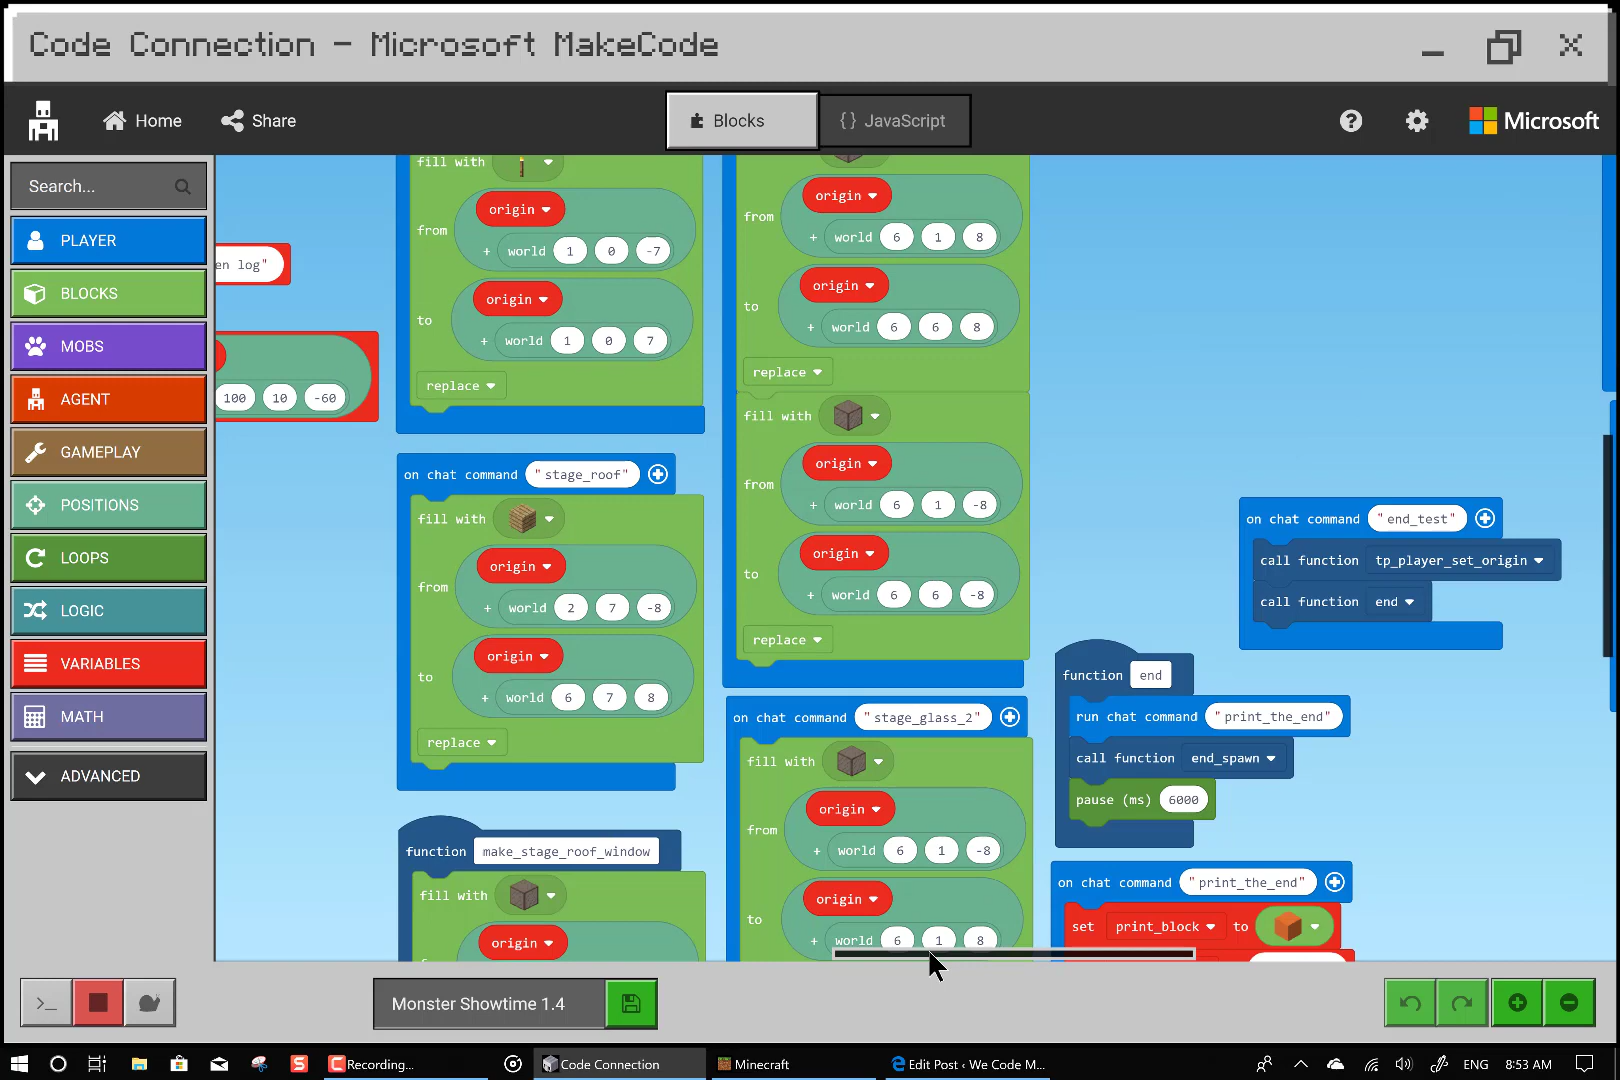 Code Connection - Microsoft MakeCode
Home
Share
Blocks
{} JavaScript
?
Microsoft
Search...
PLAYER
BLOCKS
MOBS
AGENT
GAMEPLAY
POSITIONS
LOOPS
LOGIC
VARIABLES
MATH
ADVANCED
en log"
100 10 -60
fill with
from origin
+ world 1 0 -7
to origin
+ world 1 0 7
replace
on chat command "stage_roof"
fill with
from origin
+ world 2 7 -8
to origin
+ world 6 7 8
replace
function make_stage_roof_window
fill with
origin
from origin
+ world 6 1 8
to origin
+ world 6 6 8
replace
fill with
from origin
+ world 6 1 -8
to origin
+ world 6 6 -8
replace
on chat command "stage_glass_2"
fill with
from origin
+ world 6 1 -8
to origin
+ world 6 1 8
on chat command "end_test"
call function tp_player_set_origin
call function end
function end
run chat command "print_the_end"
call function end_spawn
pause (ms) 6000
on chat command "print_the_end"
set print_block to
>_
Monster Showtime 1.4
Recording...
Code Connection
Minecraft
Edit Post ‹ We Code M...
ENG
8:53 AM